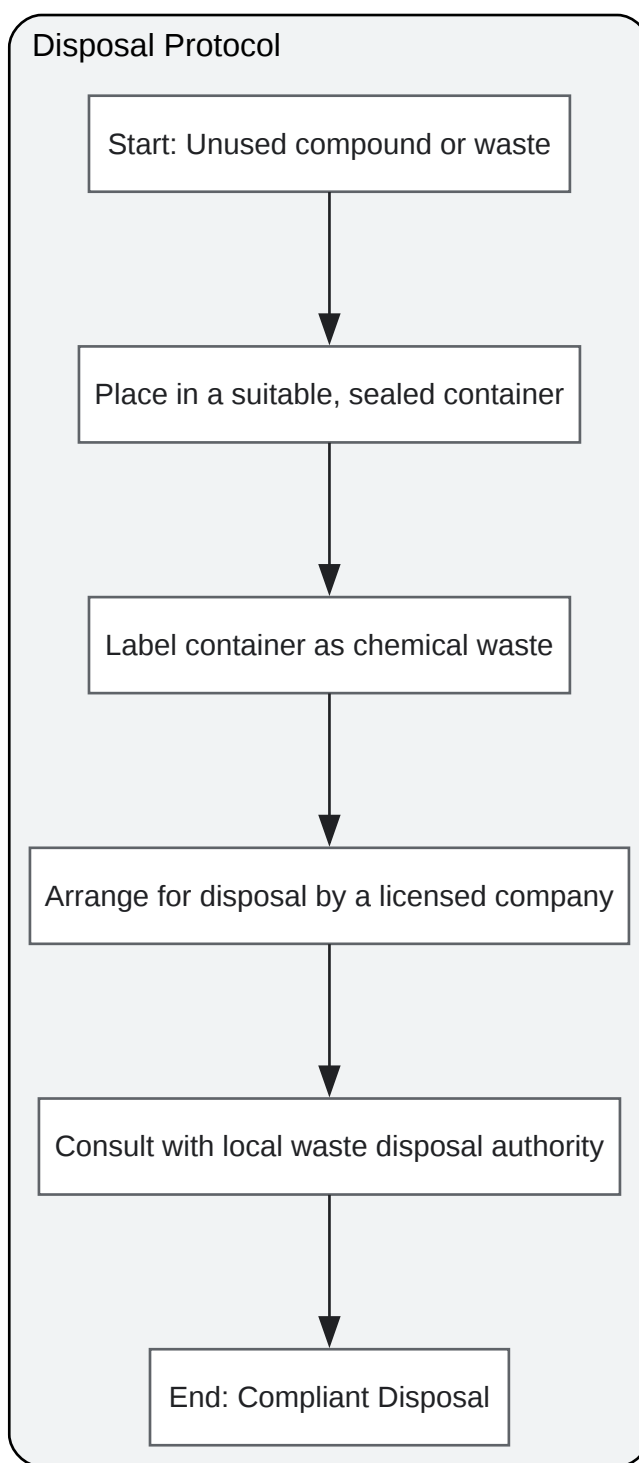 Disposal Protocol
Start: Unused compound or waste
Place in a suitable, sealed container
Label container as chemical waste
Arrange for disposal by a licensed company
Consult with local waste disposal authority
End: Compliant Disposal